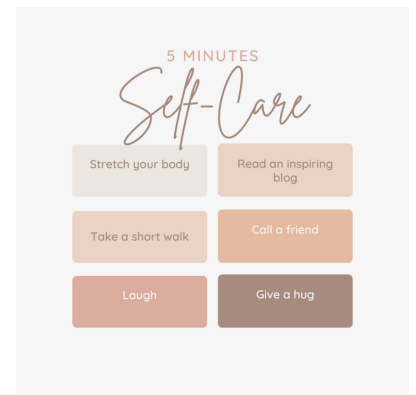 5 MINUTES
Self-Care
Stretch your body
Read an inspiring
blog
Take a short walk
Call a friend
Laugh
Give a hug